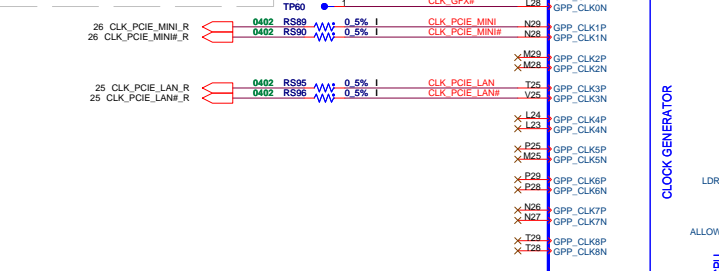 TP60 1 CLK_GFX# L28 GPP_CLK0N
26 CLK_PCIE_MINI_R 0402 RS89 0_5% I CLK_PCIE_MINI N29 GPP_CLK1P
26 CLK_PCIE_MINI#_R 0402 RS90 0_5% I CLK_PCIE_MINI# N28 GPP_CLK1N
M29 GPP_CLK2P
M28 GPP_CLK2N
25 CLK_PCIE_LAN_R 0402 RS95 0_5% I CLK_PCIE_LAN T25 GPP_CLK3P
25 CLK_PCIE_LAN#_R 0402 RS96 0_5% I CLK_PCIE_LAN# V25 GPP_CLK3N
L24 GPP_CLK4P
L23 GPP_CLK4N
P25 GPP_CLK5P
M25 GPP_CLK5N
P29 GPP_CLK6P
P28 GPP_CLK6N
N26 GPP_CLK7P
N27 GPP_CLK7N
T29 GPP_CLK8P
T28 GPP_CLK8N
CLOCK GENERATOR
LDR
ALLOW